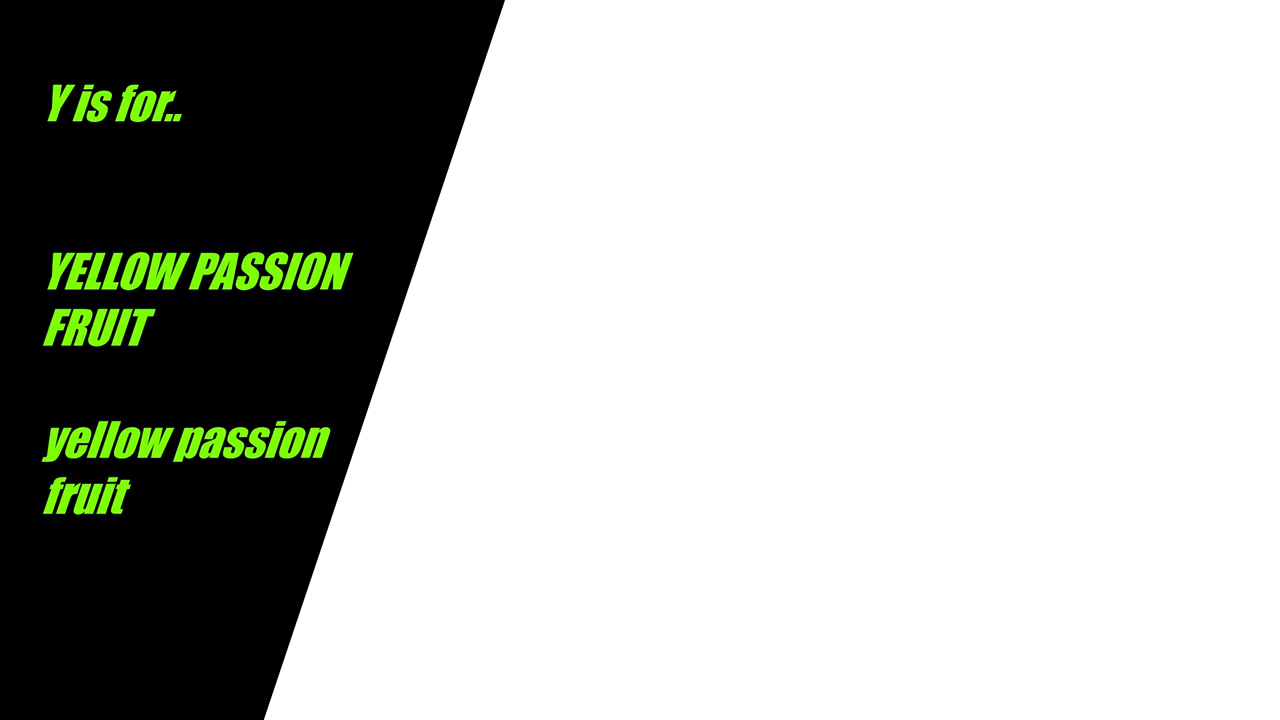 Y is for..
YELLOW PASSION
FRUIT
yellow passion
fruit